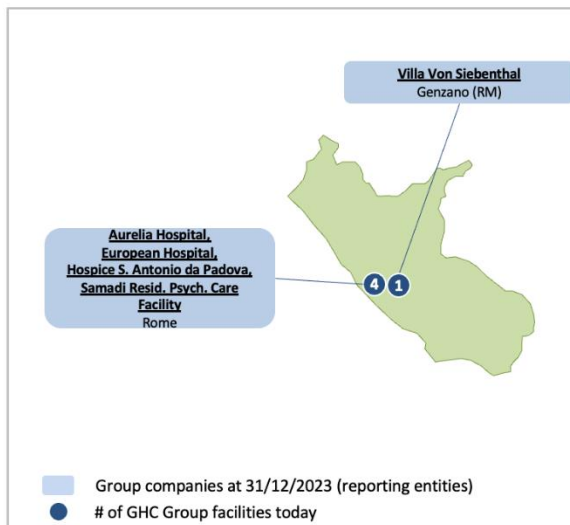 Villa Von Siebenthal
Genzano (RM)
Aurelia Hospital,
European Hospital,
Hospice S. Antonio da Padova,
Samadi Resid. Psych. Care
Facility
Rome
4
1
Group companies at 31/12/2023 (reporting entities)
# of GHC Group facilities today